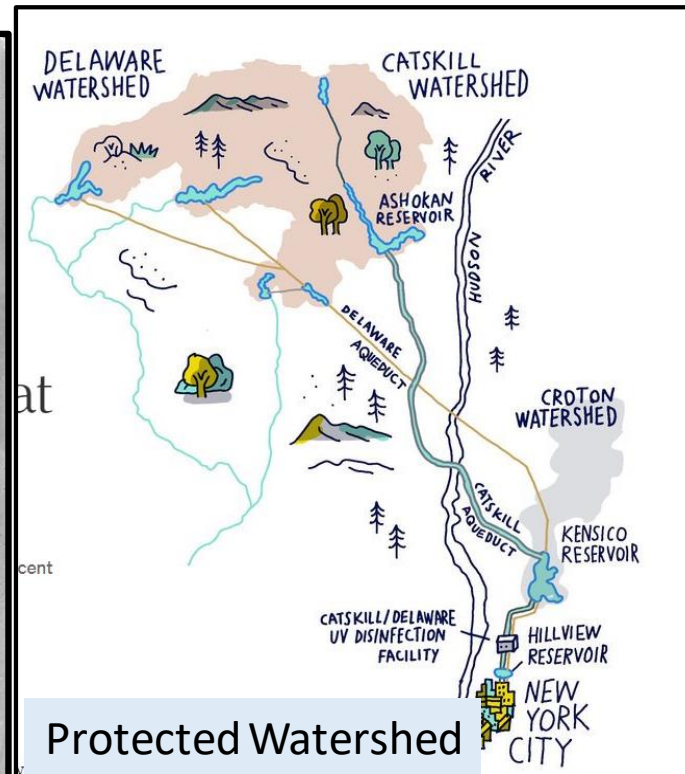 DELAWARE
WATERSHED
CATSKILL
WATERSHED
RIVER
HUDSON
ASHOKAN
RESERVOIR
DELAWARE
AQUEDUCT
at
CROTON
WATERSHED
CATSKILL
AQUEDUCT
KENSICO
RESERVOIR
cent
CATSKILL/DELAWARE
UV DISINFECTION
FACILITY
HILLVIEW
RESERVOIR
NEW
YORK
CITY
Protected Watershed